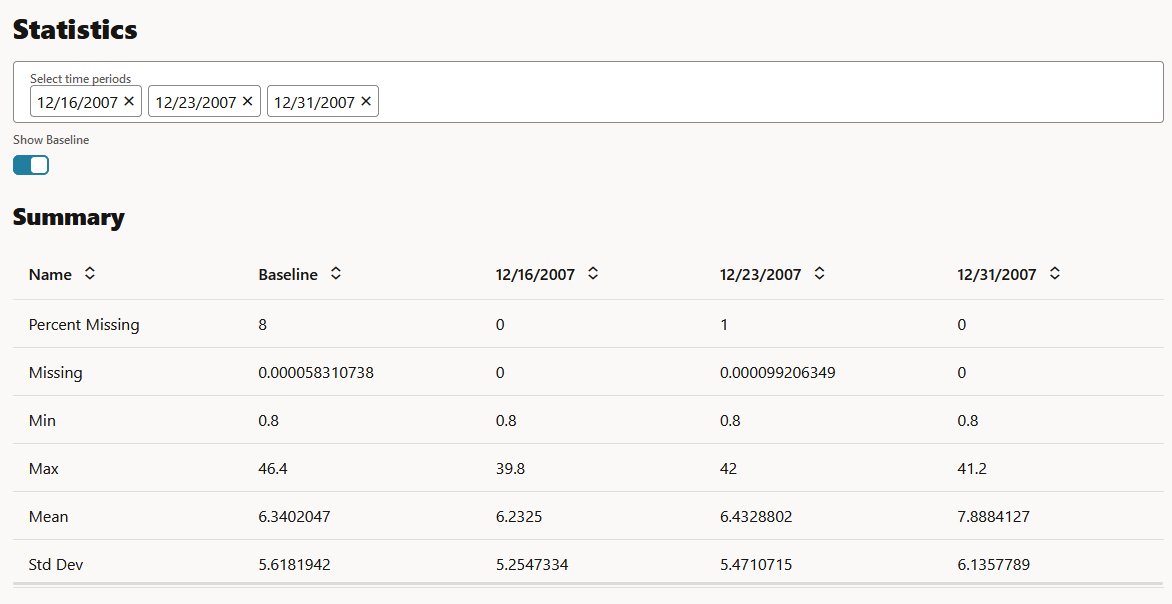 Statistics
Select time periods
12/16/2007 × 12/23/2007 × 12/31/2007 ×
Show Baseline
Summary
Name Baseline 12/16/2007 12/23/2007 12/31/2007
Percent Missing 8 0 1 0
Missing 0.000058310738 0 0.000099206349 0
Min 0.8 0.8 0.8 0.8
Max 46.4 39.8 42 41.2
Mean 6.3402047 6.2325 6.4328802 7.8884127
Std Dev 5.6181942 5.2547334 5.4710715 6.1357789